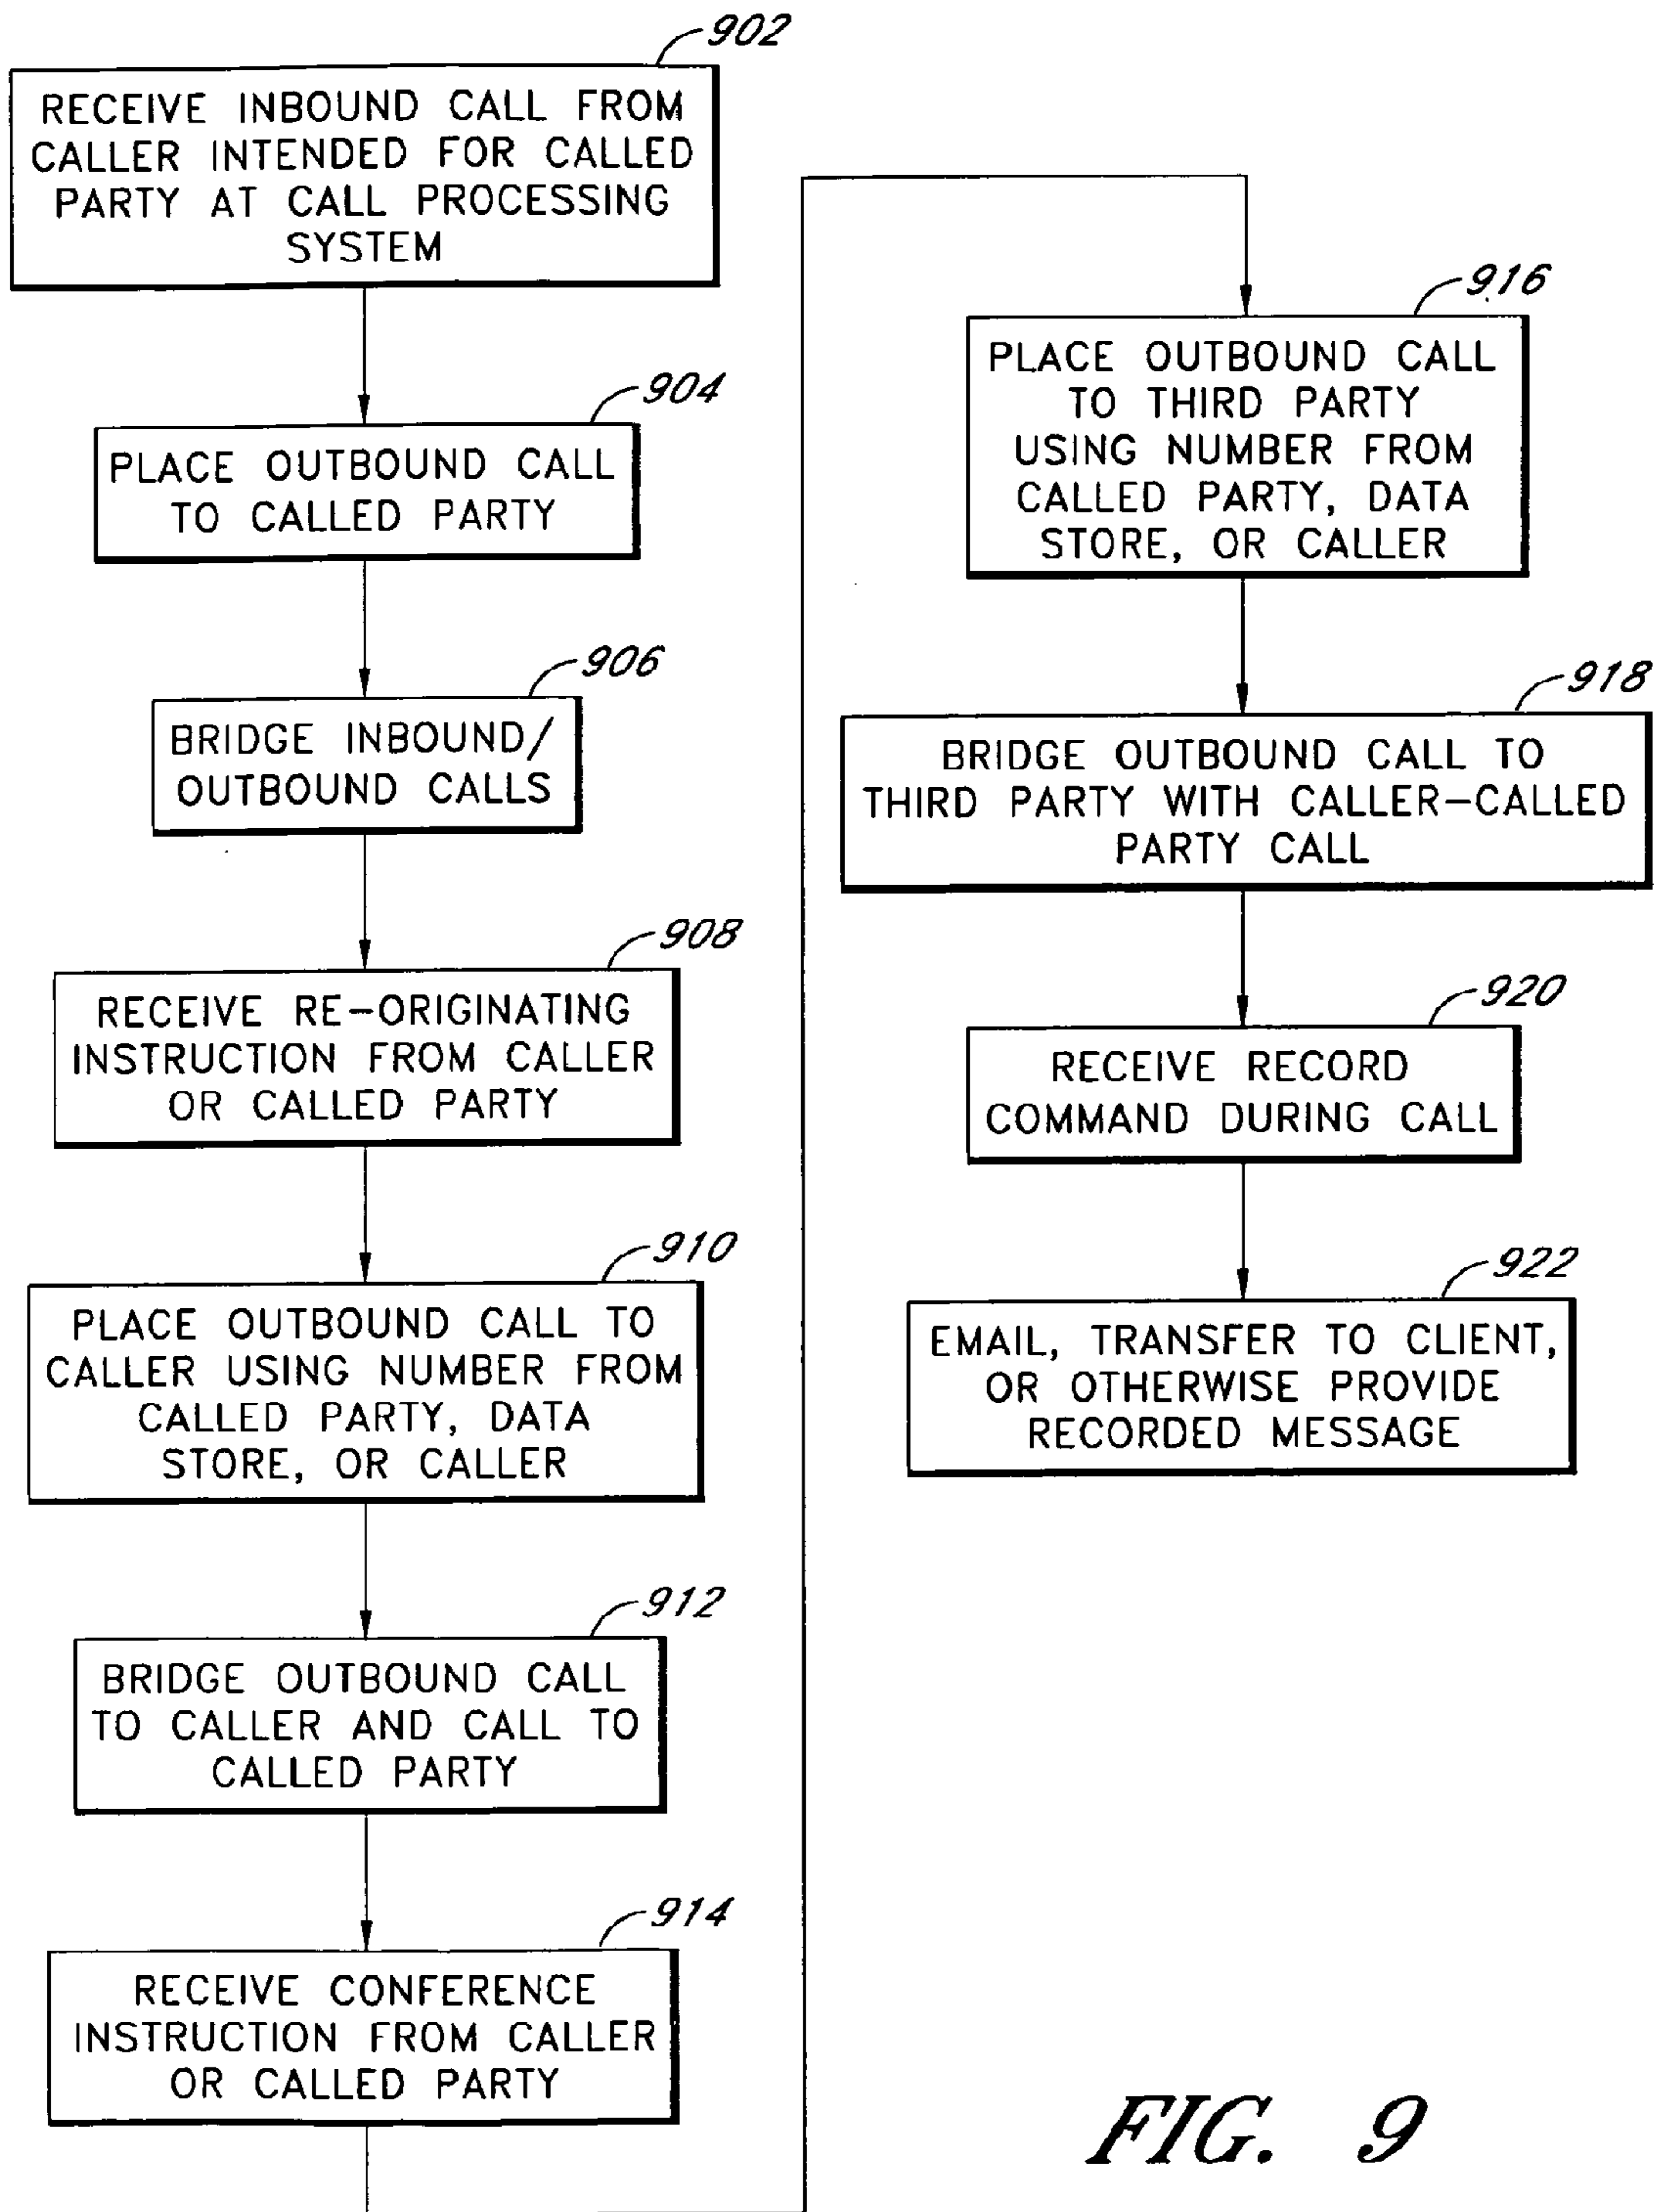 902
RECEIVE INBOUND CALL FROM
CALLER INTENDED FOR CALLED
PARTY AT CALL PROCESSING
SYSTEM
904
PLACE OUTBOUND CALL
TO CALLED PARTY
906
BRIDGE INBOUND/
OUTBOUND CALLS
908
RECEIVE RE-ORIGINATING
INSTRUCTION FROM CALLER
OR CALLED PARTY
910
PLACE OUTBOUND CALL TO
CALLER USING NUMBER FROM
CALLED PARTY, DATA
STORE, OR CALLER
912
BRIDGE OUTBOUND CALL
TO CALLER AND CALL TO
CALLED PARTY
914
RECEIVE CONFERENCE
INSTRUCTION FROM CALLER
OR CALLED PARTY
916
PLACE OUTBOUND CALL
TO THIRD PARTY
USING NUMBER FROM
CALLED PARTY, DATA
STORE, OR CALLER
918
BRIDGE OUTBOUND CALL TO
THIRD PARTY WITH CALLER-CALLED
PARTY CALL
920
RECEIVE RECORD
COMMAND DURING CALL
922
EMAIL, TRANSFER TO CLIENT,
OR OTHERWISE PROVIDE
RECORDED MESSAGE
FIG. 9